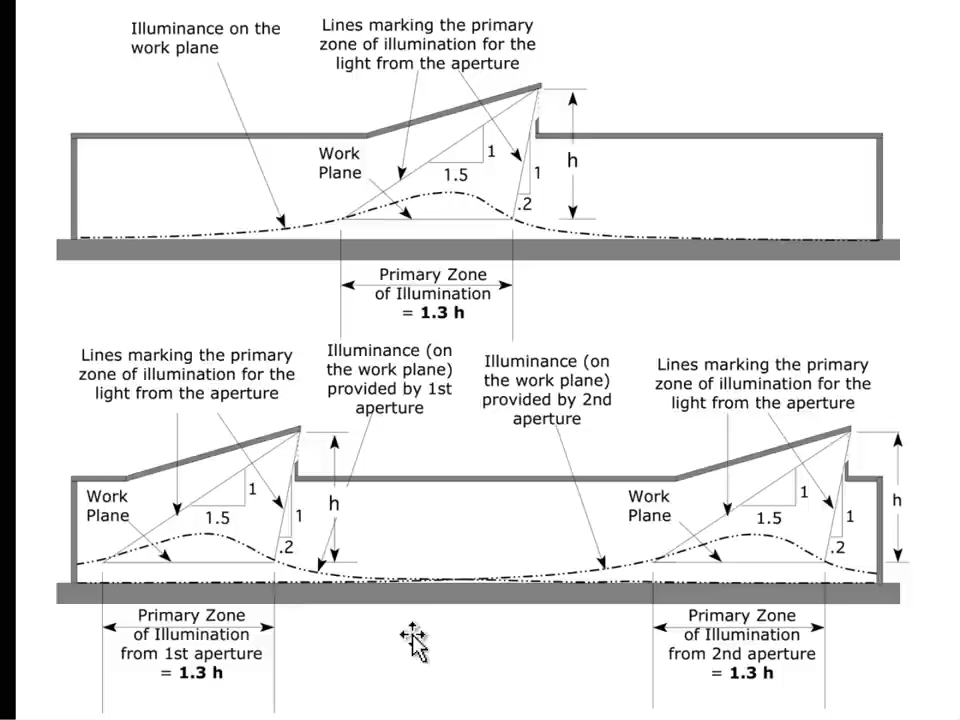 Illuminance on the
work plane
Lines marking the primary
zone of illumination for the
light from the aperture
Work
Plane
1
1.5
1
.2
h
Primary Zone
of Illumination
= 1.3 h
Lines marking the primary
zone of illumination for the
light from the aperture
Illuminance (on
the work plane)
provided by 1st
aperture
Illuminance (on
the work plane)
provided by 2nd
aperture
Lines marking the primary
zone of illumination for the
light from the aperture
Work
Plane
1
1.5
1
.2
h
Work
Plane
1
1.5
1
.2
h
Primary Zone
of Illumination
from 1st aperture
= 1.3 h
Primary Zone
of Illumination
from 2nd aperture
= 1.3 h